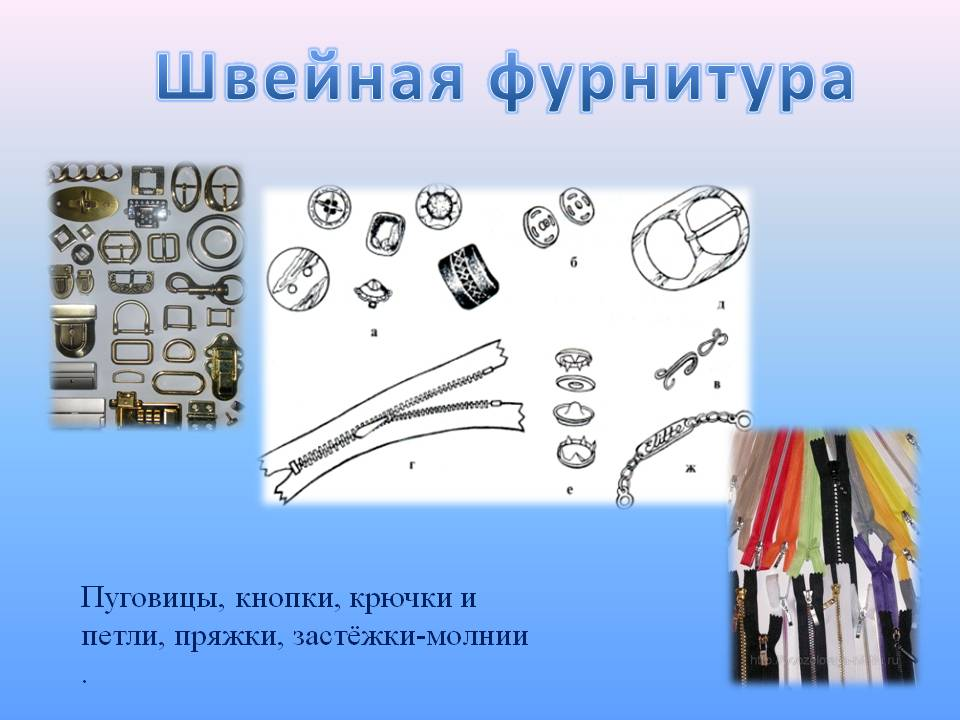 Швейная фурнитура
а
б
д
в
г
е
ж
Пуговицы, кнопки, крючки и
петли, пряжки, застёжки-молнии
.